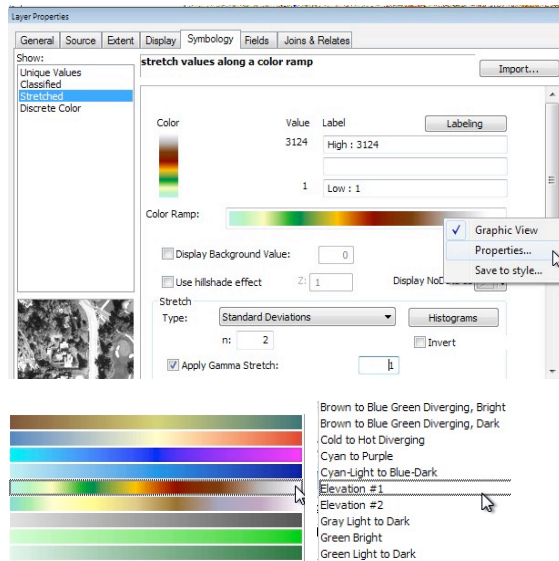 Layer Properties
General Source Extent Display Symbology Fields Joins & Relates
Show:
Unique Values
Classified
Stretched
Discrete Color
stretch values along a color ramp
Import...
Color Value Label Labeling
3124 High : 3124
1 Low : 1
Color Ramp:
Graphic View
Properties...
Save to style...
Display Background Value: 0
Use hillshade effect Z: 1 Display
Stretch
Type: Standard Deviations Histograms
n: 2 Invert
Apply Gamma Stretch: 1
Brown to Blue Green Diverging, Bright
Brown to Blue Green Diverging, Dark
Cold to Hot Diverging
Cyan to Purple
Cyan-Light to Blue-Dark
Elevation #1
Elevation #2
Gray Light to Dark
Green Bright
Green Light to Dark